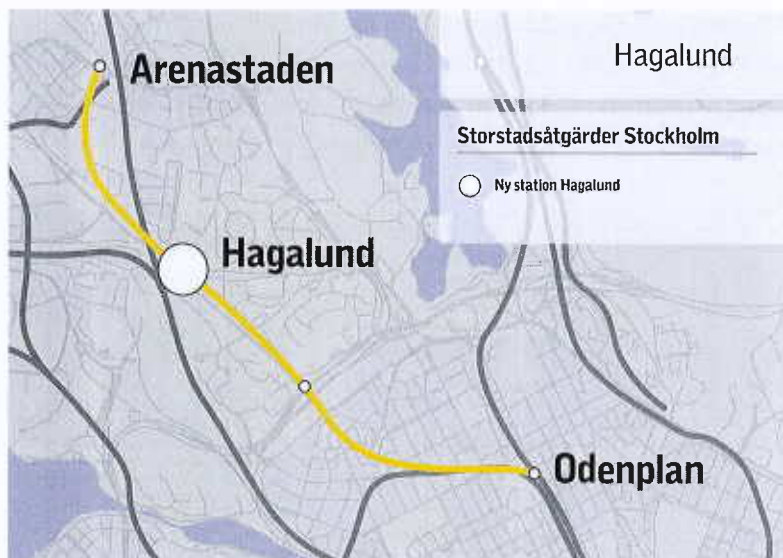 Arenastaden
Hagalund
Storstadsåtgärder Stockholm
Ny station Hagalund
Hagalund
Odenplan